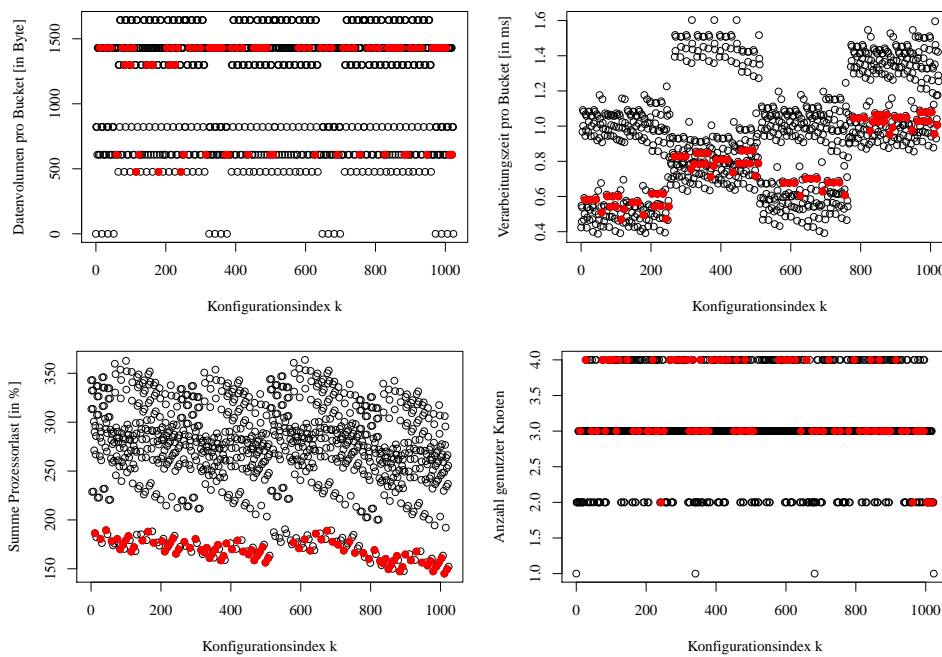 Datenvolumen pro Bucket [in Byte]
1500
1000
500
0
0 200 400 600 800 1000
Konfigurationsindex k
Verarbeitungszeit pro Bucket [in ms]
1.6
1.4
1.2
1.0
0.8
0.6
0.4
0 200 400 600 800 1000
Konfigurationsindex k
Summe Prozessorlast [in %]
350
300
250
200
150
0 200 400 600 800 1000
Konfigurationsindex k
Anzahl genutzter Knoten
4.0
3.5
3.0
2.5
2.0
1.5
1.0
0 200 400 600 800 1000
Konfigurationsindex k